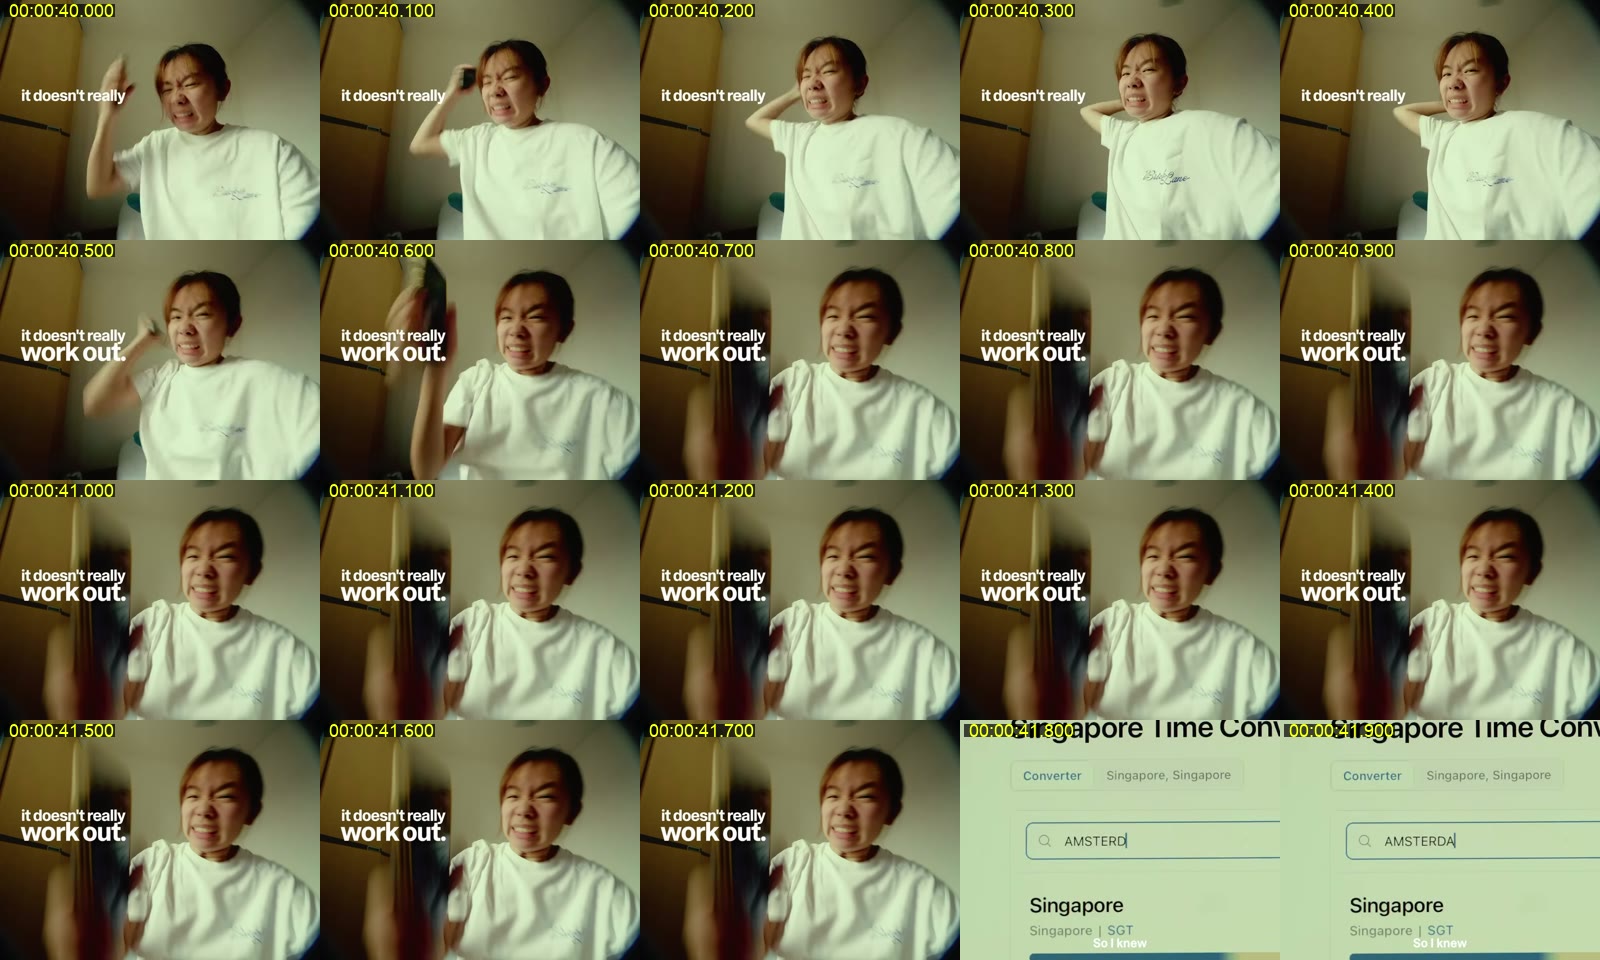 00:00:40.000
00:00:40.100
00:00:40.200
00:00:40.300
00:00:40.400
it doesn't really
it doesn't really
it doesn't really
it doesn't really
it doesn't really
00:00:40.500
00:00:40.600
00:00:40.700
00:00:40.800
00:00:40.900
it doesn't really
work out.
it doesn't really
work out.
it doesn't really
work out.
it doesn't really
work out.
it doesn't really
work out.
00:00:41.000
00:00:41.100
00:00:41.200
00:00:41.300
00:00:41.400
it doesn't really
work out.
it doesn't really
work out.
it doesn't really
work out.
it doesn't really
work out.
it doesn't really
work out.
00:00:41.500
00:00:41.600
00:00:41.700
00:00:41.800
00:00:41.900
it doesn't really
work out.
it doesn't really
work out.
it doesn't really
work out.
Singapore Time Conv
Converter
Singapore, Singapore
AMSTERD
Singapore
Singapore | SGT
So I knew
Singapore Time Conv
Converter
Singapore, Singapore
AMSTERDA
Singapore
Singapore | SGT
So I knew